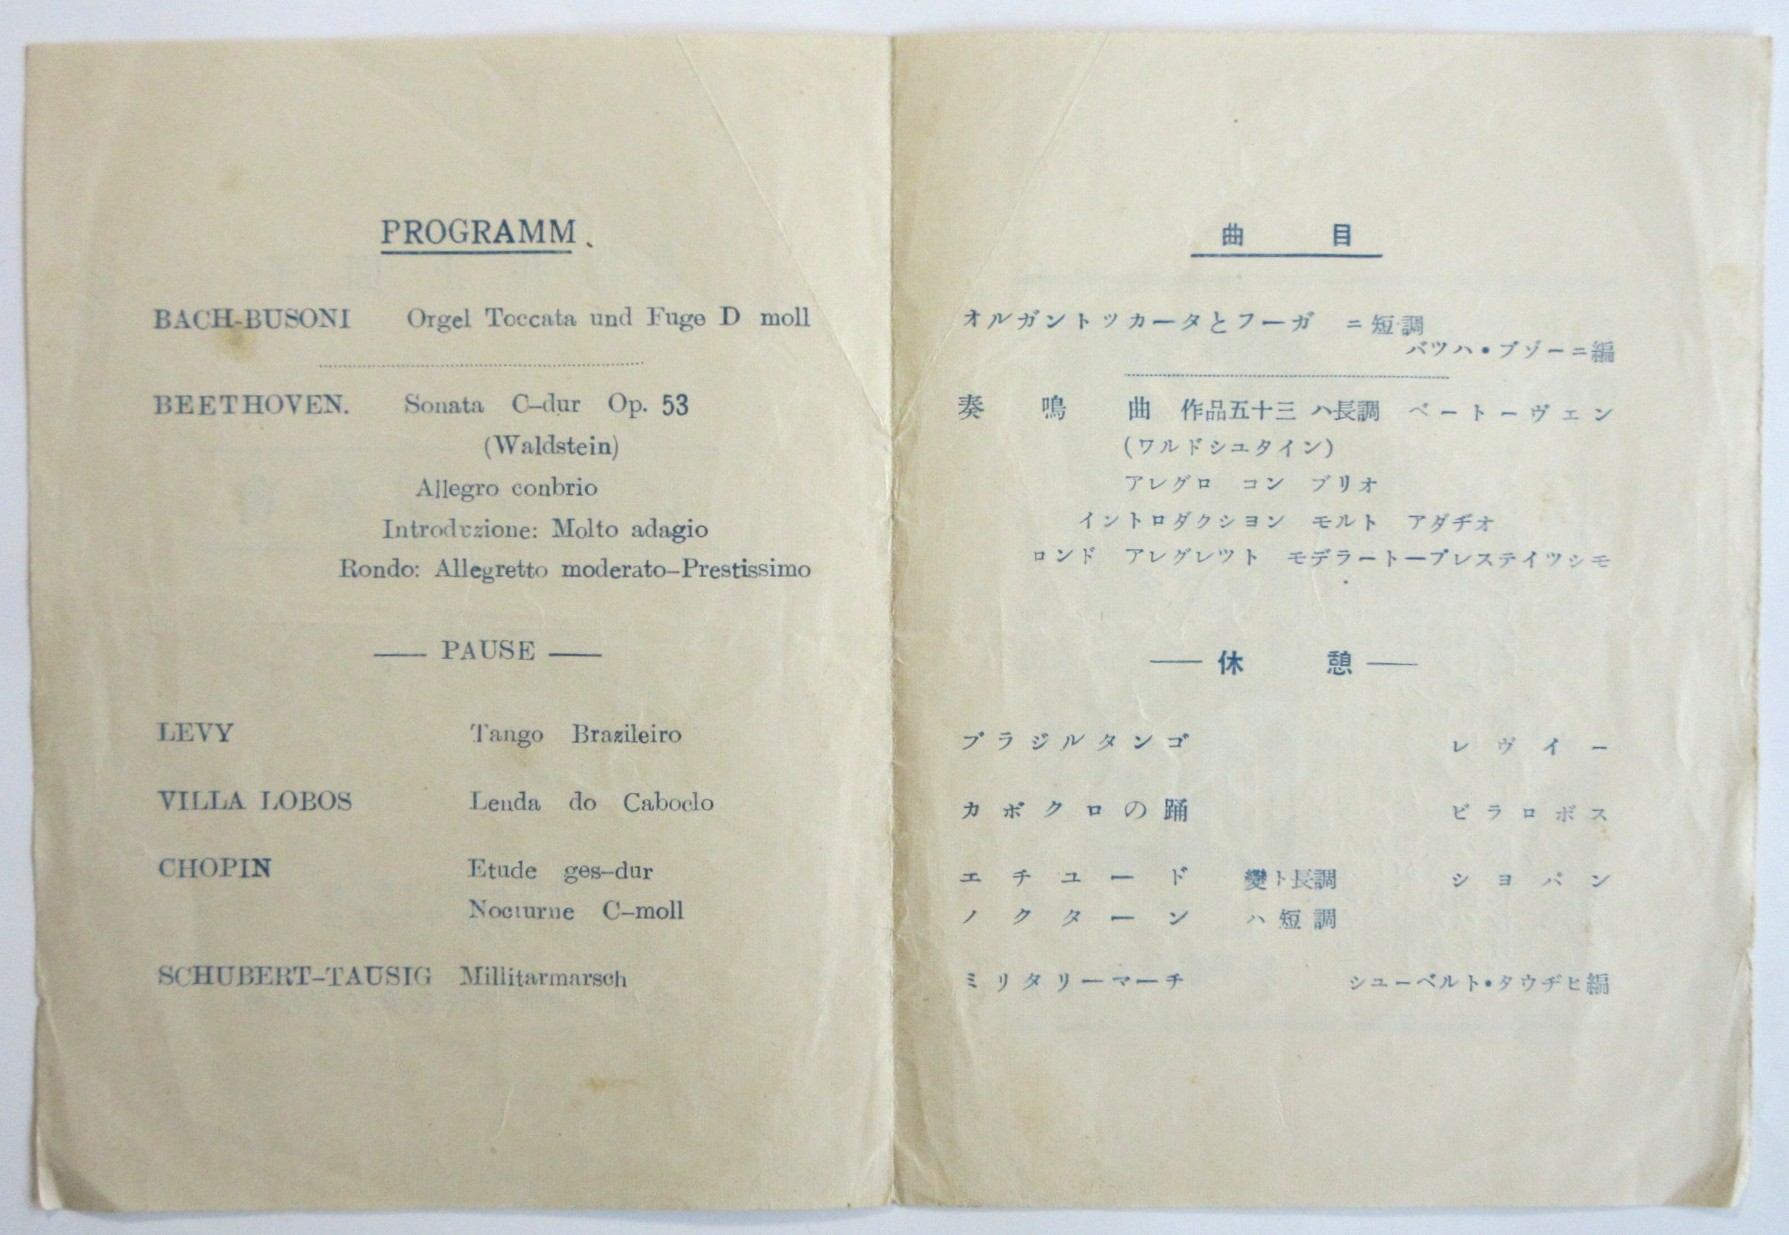 PROGRAMM
BACH-BUSONI Orgel Toccata und Fuge D moll
BEETHOVEN. Sonata C-dur Op. 53
(Waldstein)
Allegro conbrio
Introduzione: Molto adagio
Rondo: Allegretto moderato-Prestissimo
— PAUSE —
LEVY Tango Brazileiro
VILLA LOBOS Lenda do Caboclo
CHOPIN Etude ges-dur
Nocturne C-moll
SCHUBERT-TAUSIG Millitarmarsch
曲目
オルガントツカータとフーガ ニ短調
バツハ・ブゾーニ編
奏鳴曲 作品五十三 ハ長調 ベートーヴェン
(ワルドシユタイン)
アレグロ コン ブリオ
イントロダクシヨン モルト アダヂオ
ロンド アレグレツト モデラートープレステイツシモ
— 休憩 —
ブラジルタンゴ レヴイー
カボクロの踊 ビラロボス
エチユード 變ト長調 シヨパン
ノクターン ハ短調
ミリタリーマーチ シユーベルト・タウヂヒ編